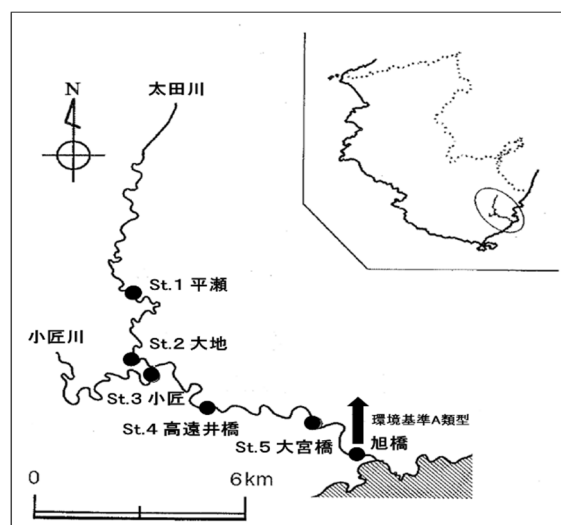 太田川
N
St.1 平瀬
小匠川
St.2 大地
St.3 小匠
St.4 高遠井橋
St.5 大宮橋
環境基準A類型
旭橋
0 6km